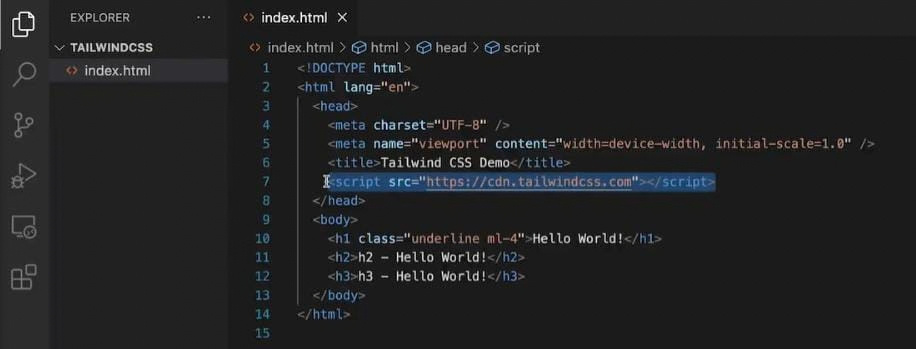 EXPLORER
TAILWINDCSS
index.html
index.html
index.html > html > head > script
1 <!DOCTYPE html>
2 <html lang="en">
3 <head>
4 <meta charset="UTF-8" />
5 <meta name="viewport" content="width=device-width, initial-scale=1.0" />
6 <title>Tailwind CSS Demo</title>
7 <script src="https://cdn.tailwindcss.com"></script>
8 </head>
9 <body>
10 <h1 class="underline ml-4">Hello World!</h1>
11 <h2>h2 - Hello World!</h2>
12 <h3>h3 - Hello World!</h3>
13 </body>
14 </html>
15